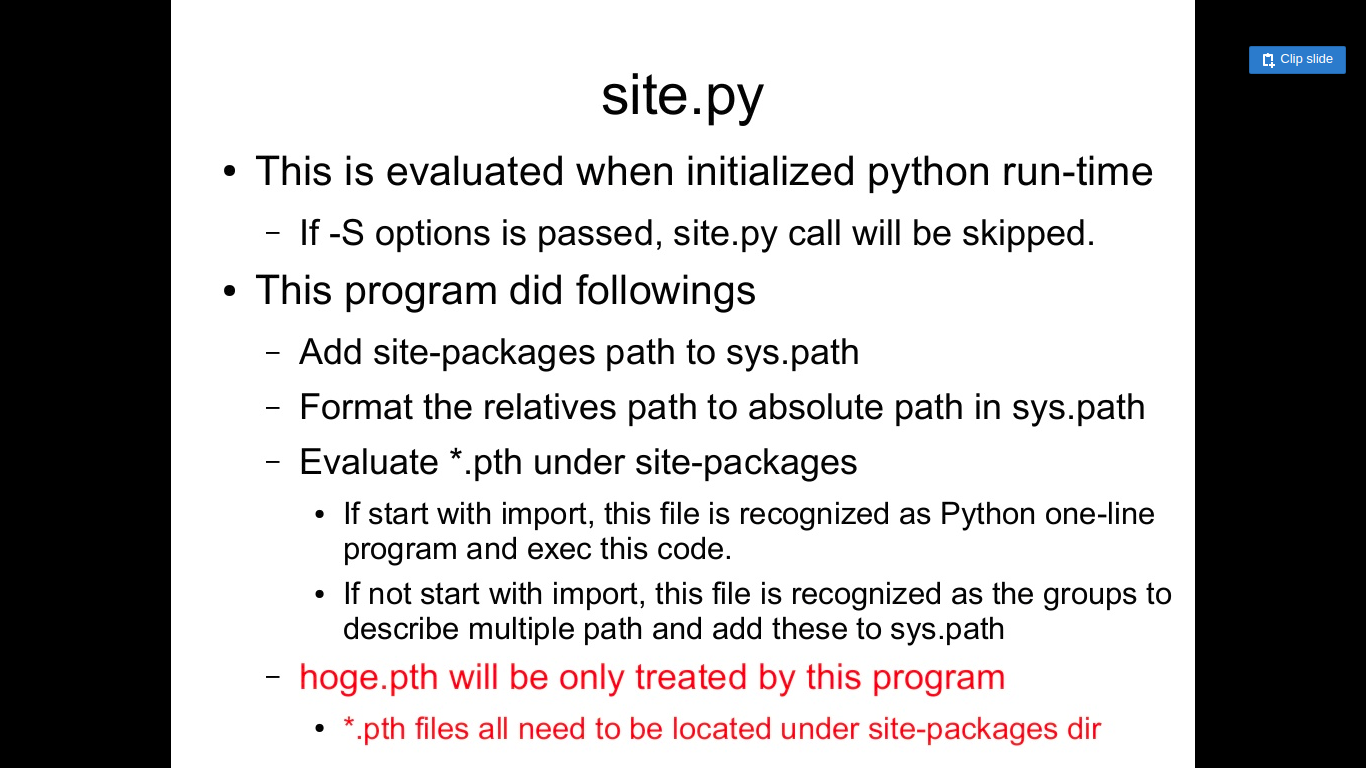 Clip slide
site.py
• This is evaluated when initialized python run-time
– If -S options is passed, site.py call will be skipped.
• This program did followings
– Add site-packages path to sys.path
– Format the relatives path to absolute path in sys.path
– Evaluate *.pth under site-packages
• If start with import, this file is recognized as Python one-line
program and exec this code.
• If not start with import, this file is recognized as the groups to
describe multiple path and add these to sys.path
– hoge.pth will be only treated by this program
• *.pth files all need to be located under site-packages dir